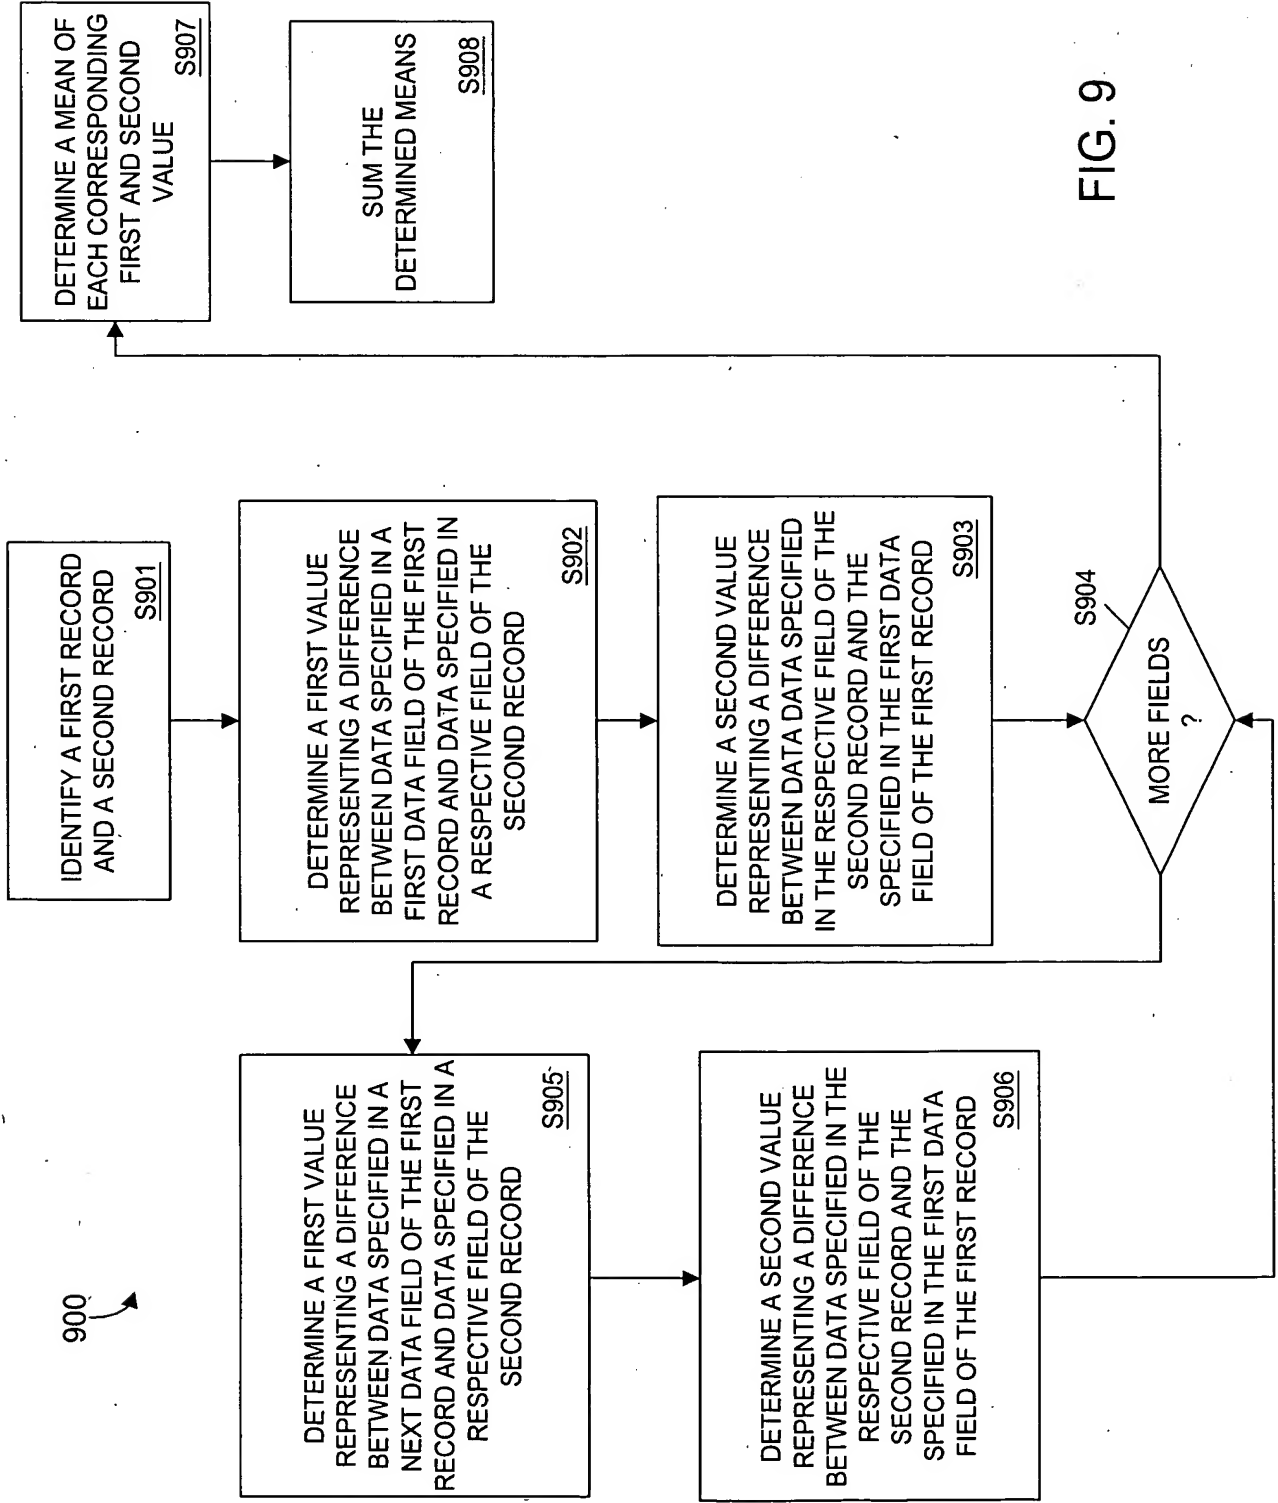 900
IDENTIFY A FIRST RECORD
AND A SECOND RECORD
S901
DETERMINE A FIRST VALUE
REPRESENTING A DIFFERENCE
BETWEEN DATA SPECIFIED IN A
FIRST DATA FIELD OF THE FIRST
RECORD AND DATA SPECIFIED IN
A RESPECTIVE FIELD OF THE
SECOND RECORD
S902
DETERMINE A SECOND VALUE
REPRESENTING A DIFFERENCE
BETWEEN DATA DATA SPECIFIED
IN THE RESPECTIVE FIELD OF THE
SECOND RECORD AND THE
SPECIFIED IN THE FIRST DATA
FIELD OF THE FIRST RECORD
S903
S904
MORE FIELDS
?
DETERMINE A FIRST VALUE
REPRESENTING A DIFFERENCE
BETWEEN DATA SPECIFIED IN A
NEXT DATA FIELD OF THE FIRST
RECORD AND DATA SPECIFIED IN A
RESPECTIVE FIELD OF THE
SECOND RECORD
S905
DETERMINE A SECOND VALUE
REPRESENTING A DIFFERENCE
BETWEEN DATA SPECIFIED IN THE
RESPECTIVE FIELD OF THE
SECOND RECORD AND THE
SPECIFIED IN THE FIRST DATA
FIELD OF THE FIRST RECORD
S906
DETERMINE A MEAN OF
EACH CORRESPONDING
FIRST AND SECOND
VALUE
S907
SUM THE
DETERMINED MEANS
S908
FIG. 9